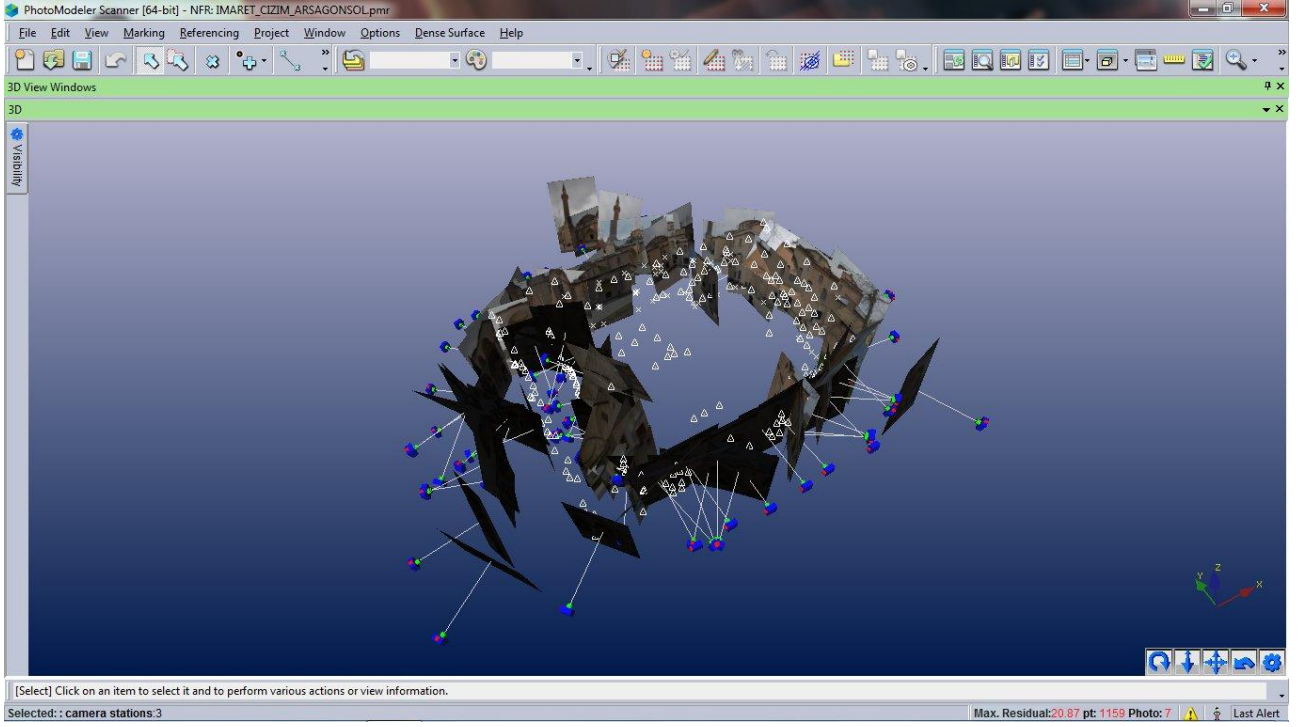 PhotoModeler Scanner [64-bit] - NFR: IMARET_CIZIM_ARSAGONSOL.pmr
File Edit View Marking Referencing Project Window Options Dense Surface Help
3D View Windows
3D
Visibility
Z
Y
X
[Select] Click on an item to select it and to perform various actions or view information.
Selected: : camera stations:3 Max. Residual:20.87 pt: 1159 Photo: 7 Last Alert